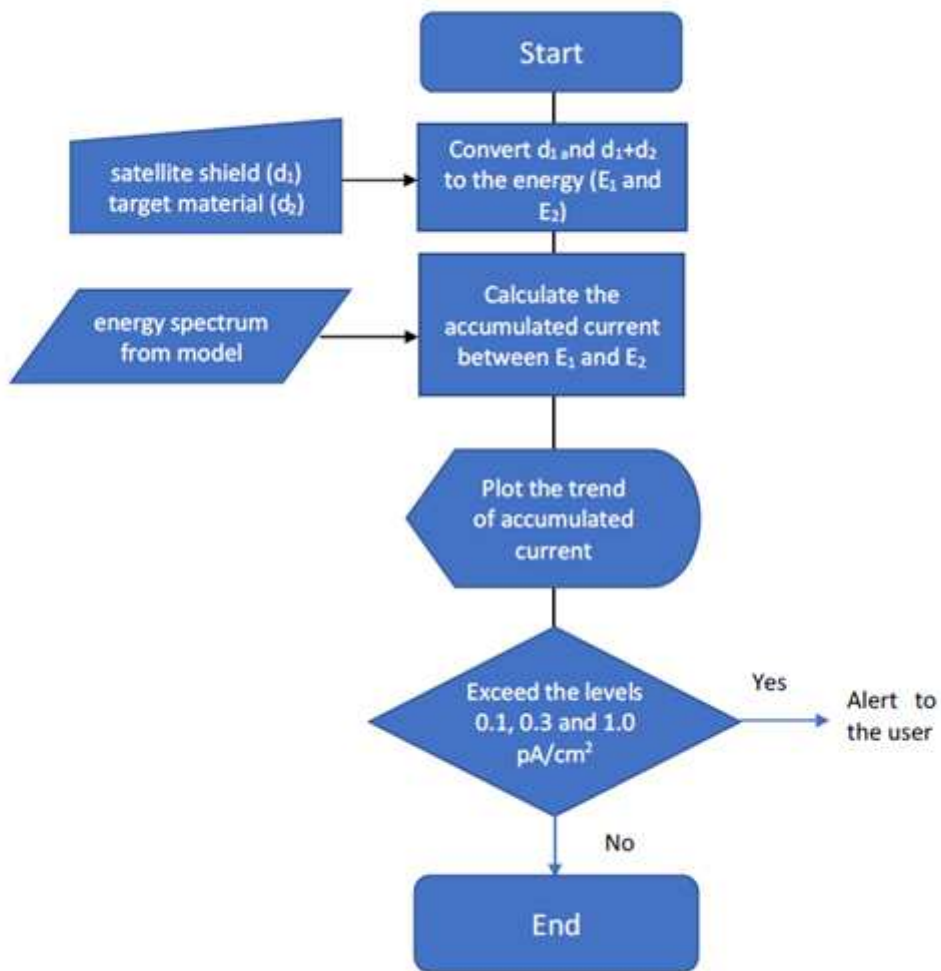 Start
satellite shield (d₁)
target material (d₂)
Convert d₁ ₐnd d₁+d₂
to the energy (E₁ and
E₂)
energy spectrum
from model
Calculate the
accumulated current
between E₁ and E₂
Plot the trend
of accumulated
current
Exceed the levels
0.1, 0.3 and 1.0
pA/cm²
Yes
Alert to
the user
No
End